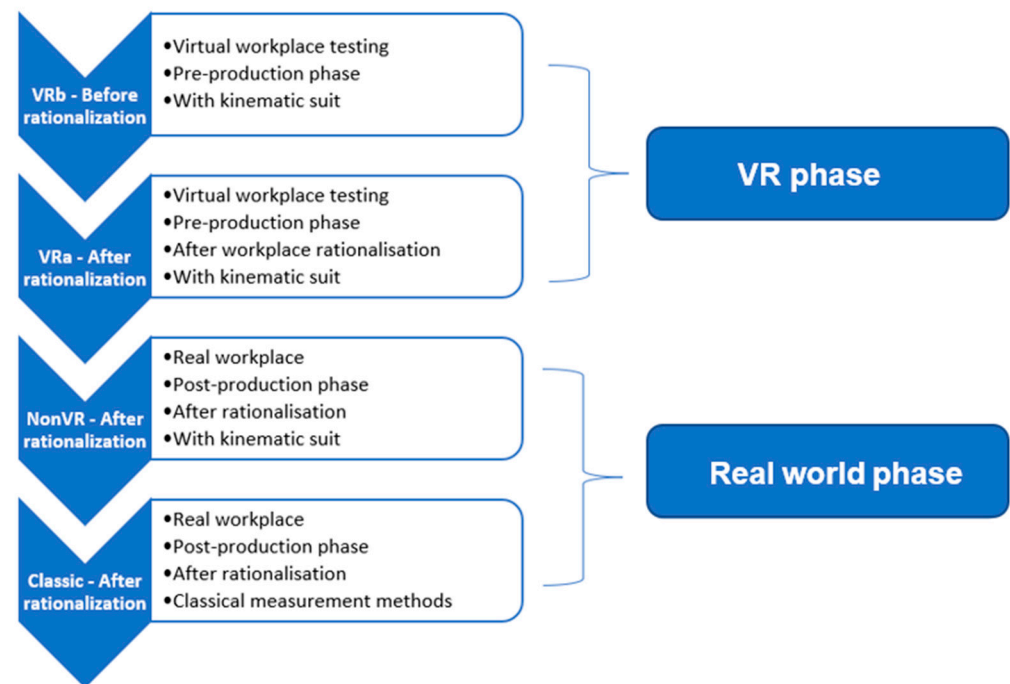 VRb - Before
rationalization
•Virtual workplace testing
•Pre-production phase
•With kinematic suit
VRa - After
rationalization
•Virtual workplace testing
•Pre-production phase
•After workplace rationalisation
•With kinematic suit
VR phase
NonVR - After
rationalization
•Real workplace
•Post-production phase
•After rationalisation
•With kinematic suit
Classic - After
rationalization
•Real workplace
•Post-production phase
•After rationalisation
•Classical measurement methods
Real world phase